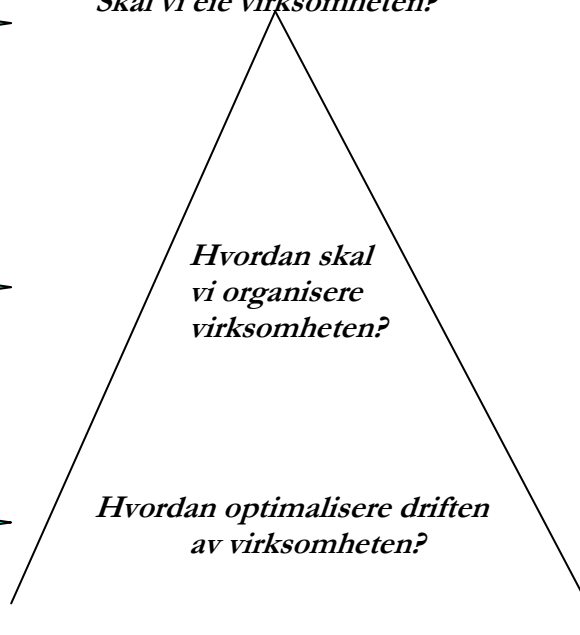 Skal vi eie virksomheten?
Hvordan skal
vi organisere
virksomheten?
Hvordan optimalisere driften
av virksomheten?